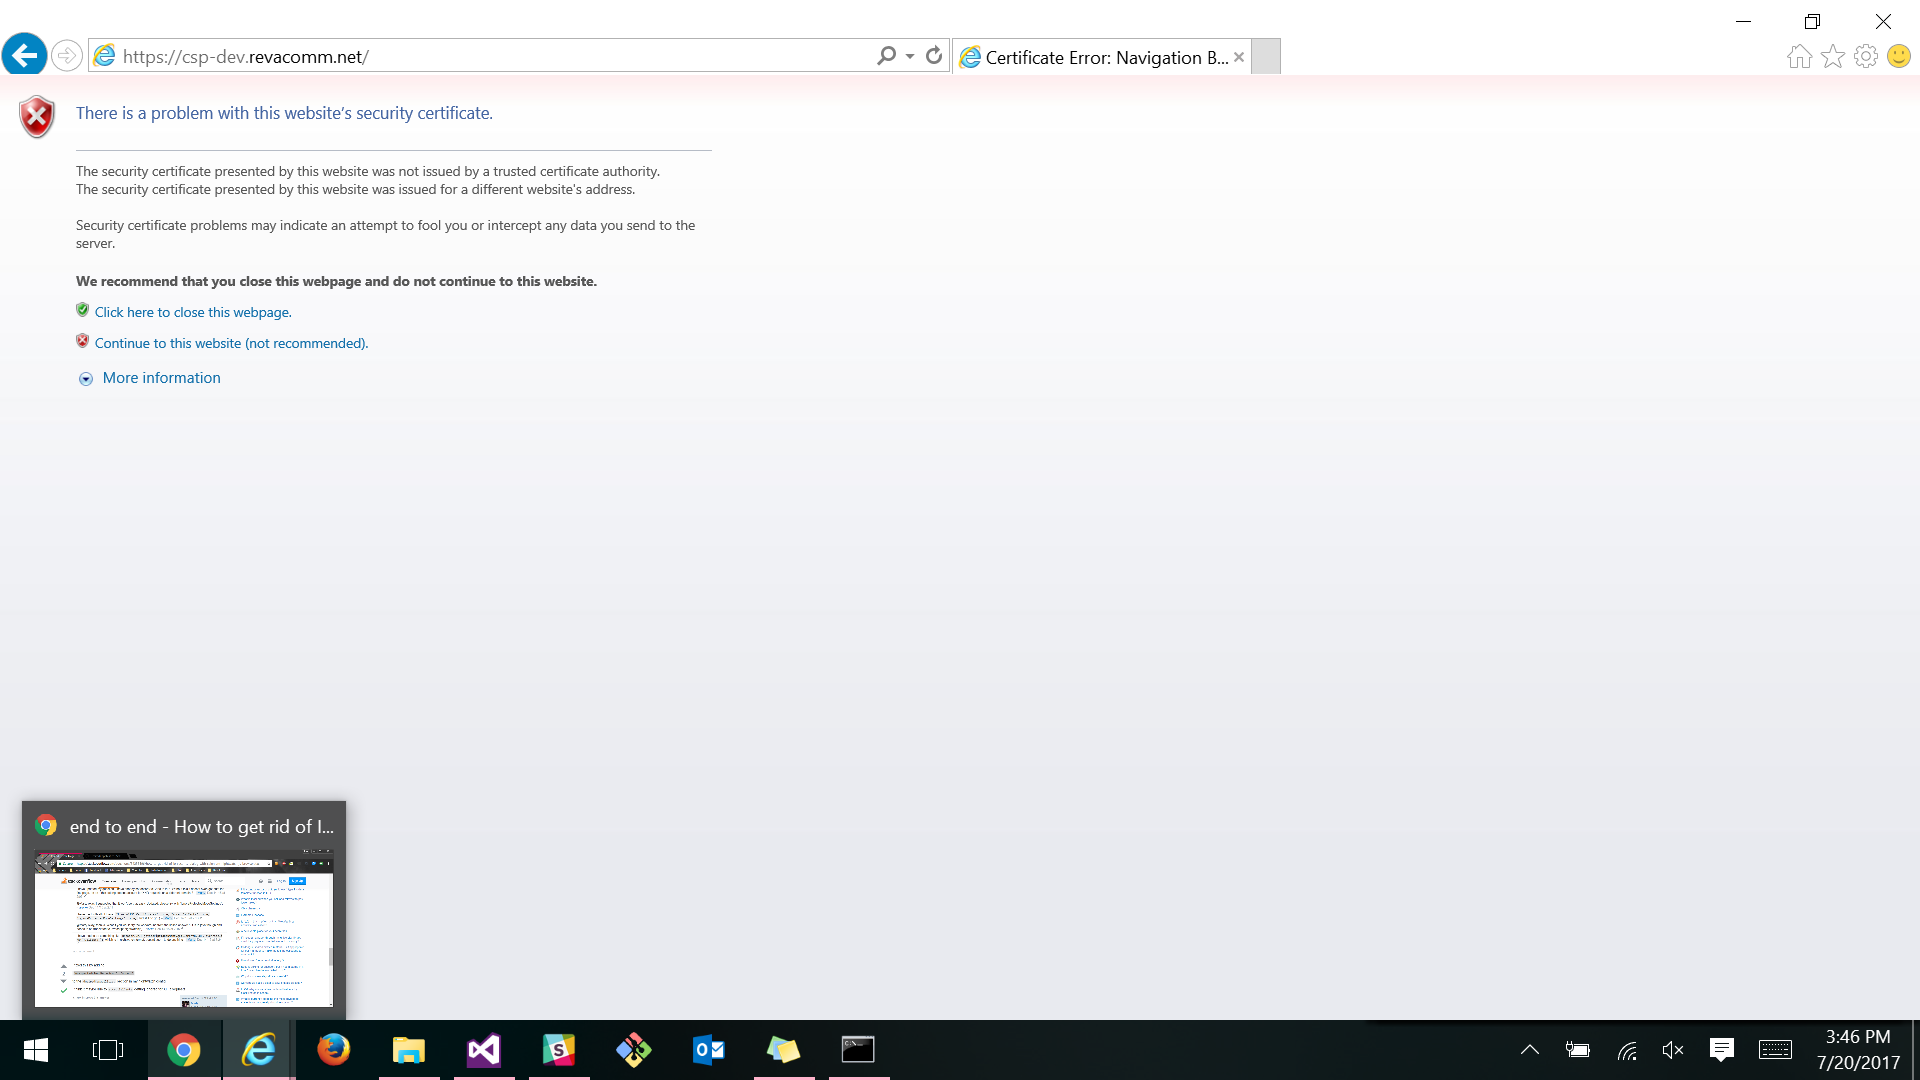 https://csp-dev.revacomm.net/
Certificate Error: Navigation B...
There is a problem with this website's security certificate.
The security certificate presented by this website was not issued by a trusted certificate authority.
The security certificate presented by this website was issued for a different website's address.
Security certificate problems may indicate an attempt to fool you or intercept any data you send to the
server.
We recommend that you close this webpage and do not continue to this website.
Click here to close this webpage.
Continue to this website (not recommended).
More information
end to end - How to get rid of I...
3:46 PM
7/20/2017